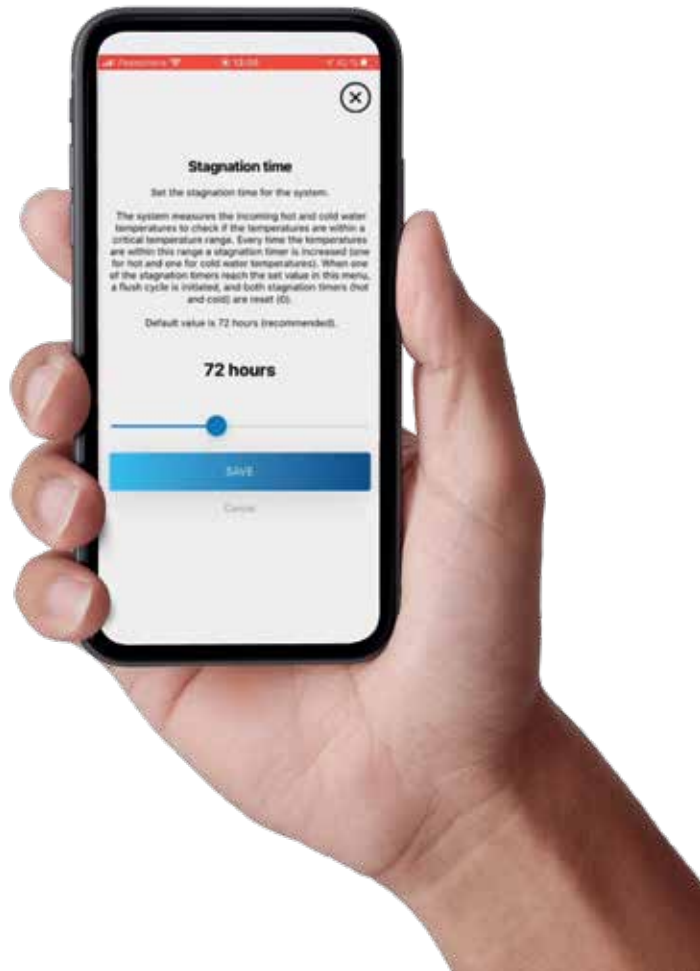 Stagnation time
Set the stagnation time for the system.
The system measures the incoming hot and cold water
temperatures to check if the temperatures are within a
critical temperature range. Every time the temperatures
are within this range a stagnation timer is increased (one
for hot and one for cold water temperatures). When one
of the stagnation timers reach the set value in this menu,
a flush cycle is initiated, and both stagnation timers (hot
and cold) are reset (0).
Default value is 72 hours (recommended).
72 hours
SAVE
Cancel